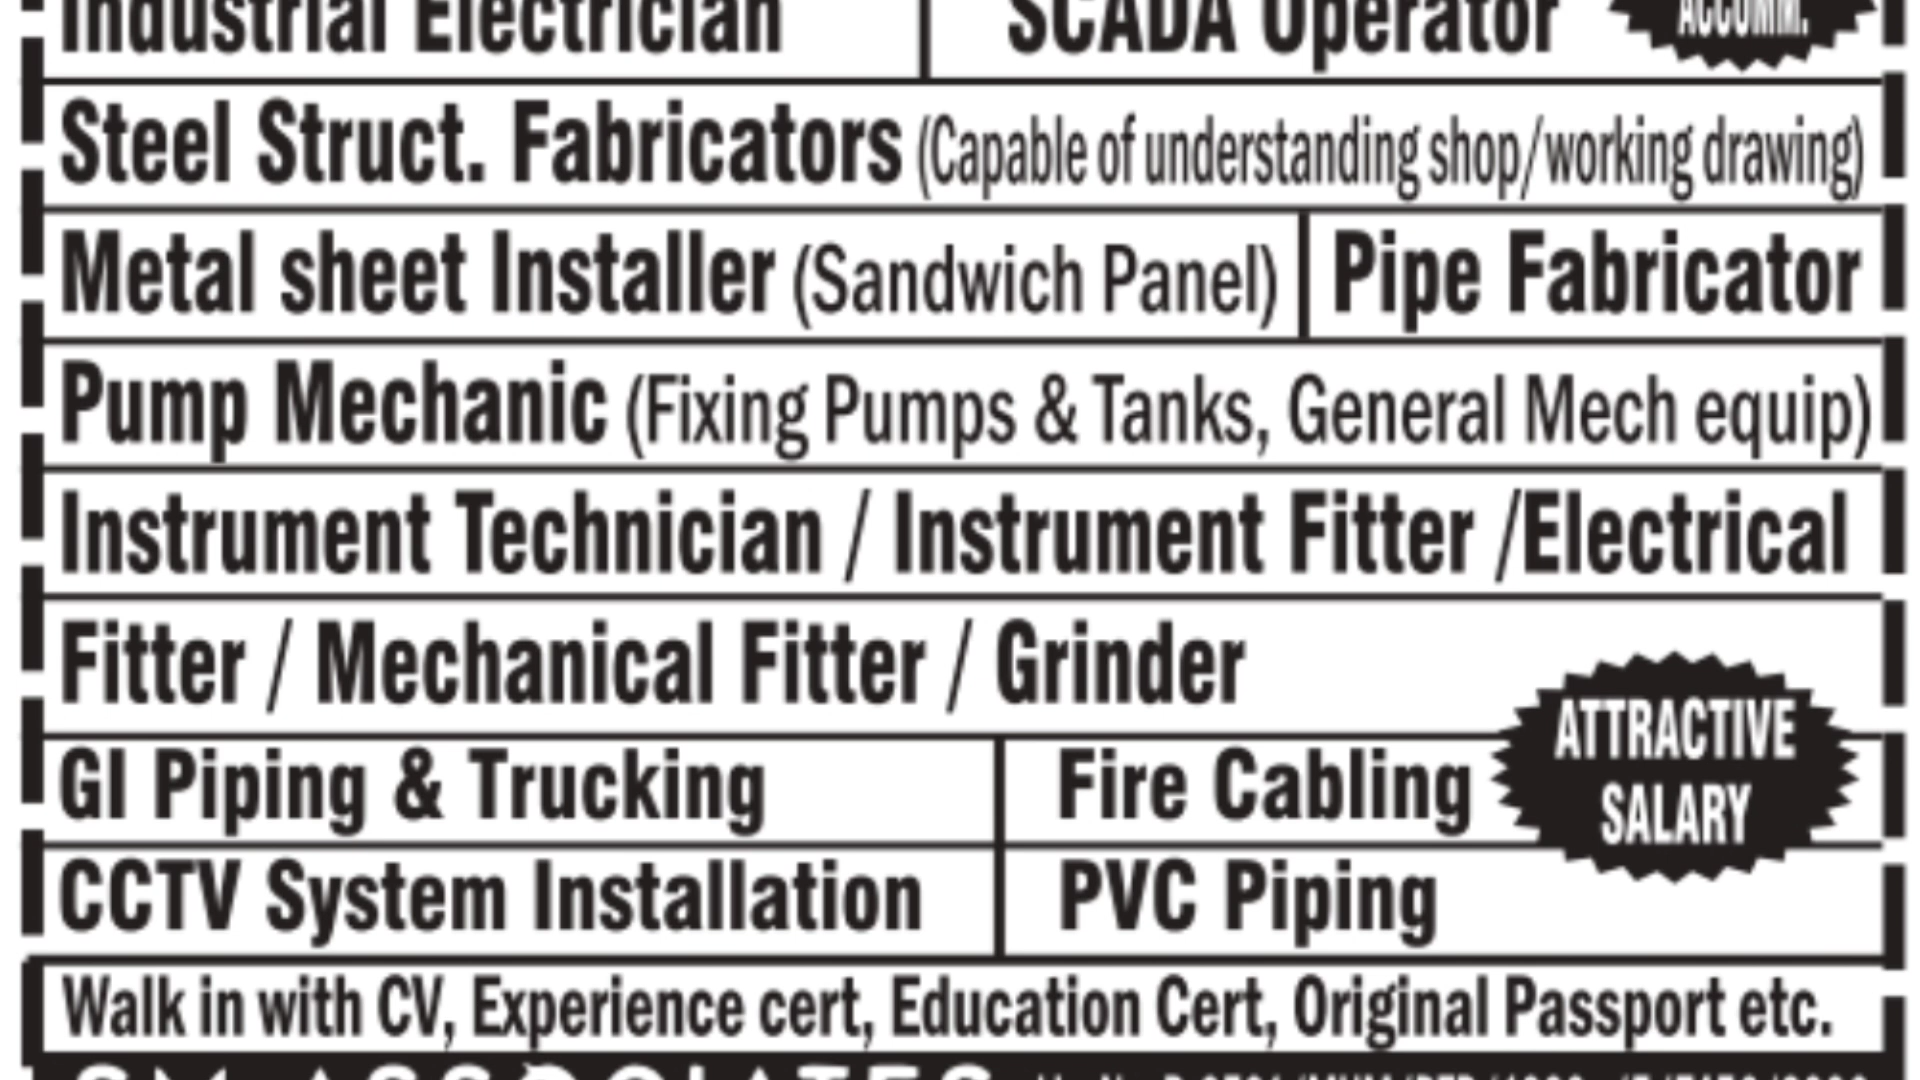 Industrial Electrician
SCADA Operator
ACCOMM.
Steel Struct. Fabricators (Capable of understanding shop/working drawing)
Metal sheet Installer (Sandwich Panel)
Pipe Fabricator
Pump Mechanic (Fixing Pumps & Tanks, General Mech equip)
Instrument Technician / Instrument Fitter /Electrical
Fitter / Mechanical Fitter / Grinder
ATTRACTIVE
SALARY
GI Piping & Trucking
Fire Cabling
CCTV System Installation
PVC Piping
Walk in with CV, Experience cert, Education Cert, Original Passport etc.
ASSOCIATES